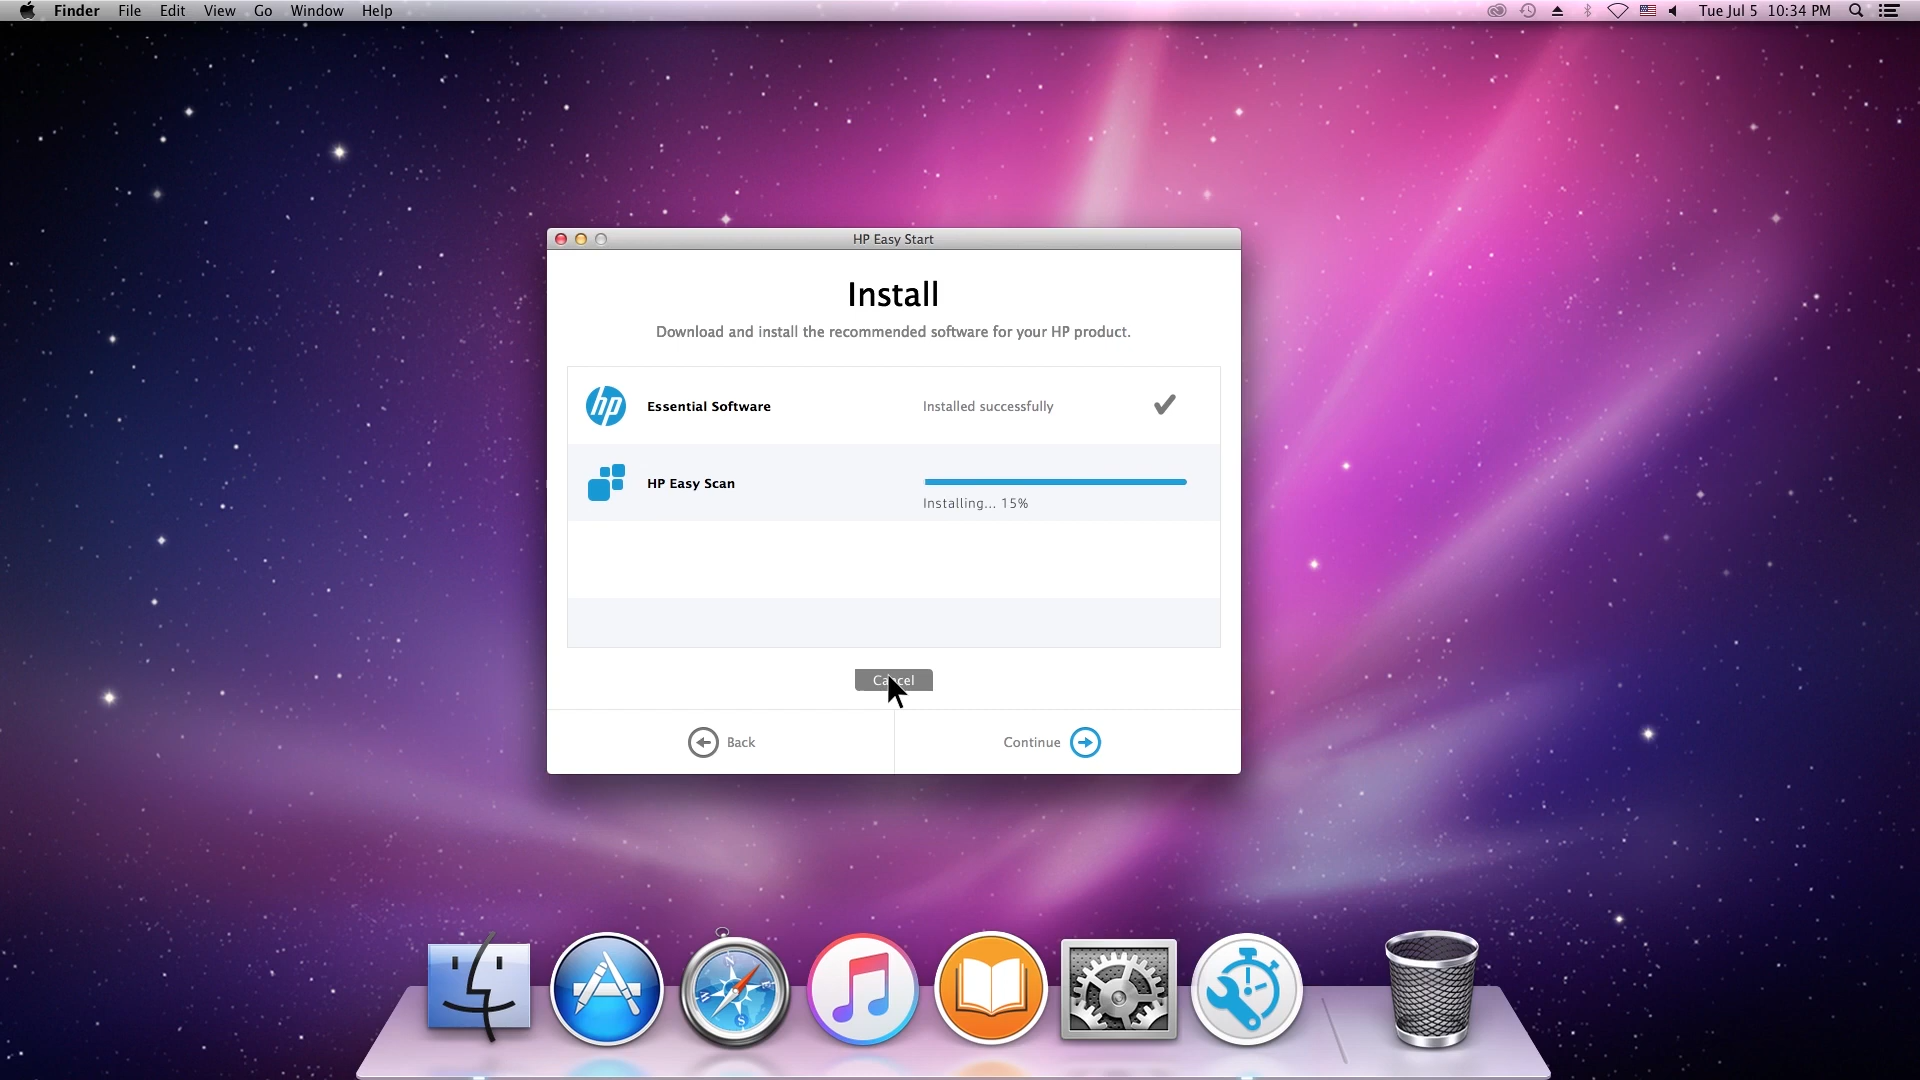 Finder File Edit View Go Window Help
Tue Jul 5 10:34 PM
HP Easy Start
Install
Download and install the recommended software for your HP product.
hp Essential Software Installed successfully
HP Easy Scan
Installing... 15%
Cancel
Back
Continue
N
W
E
S